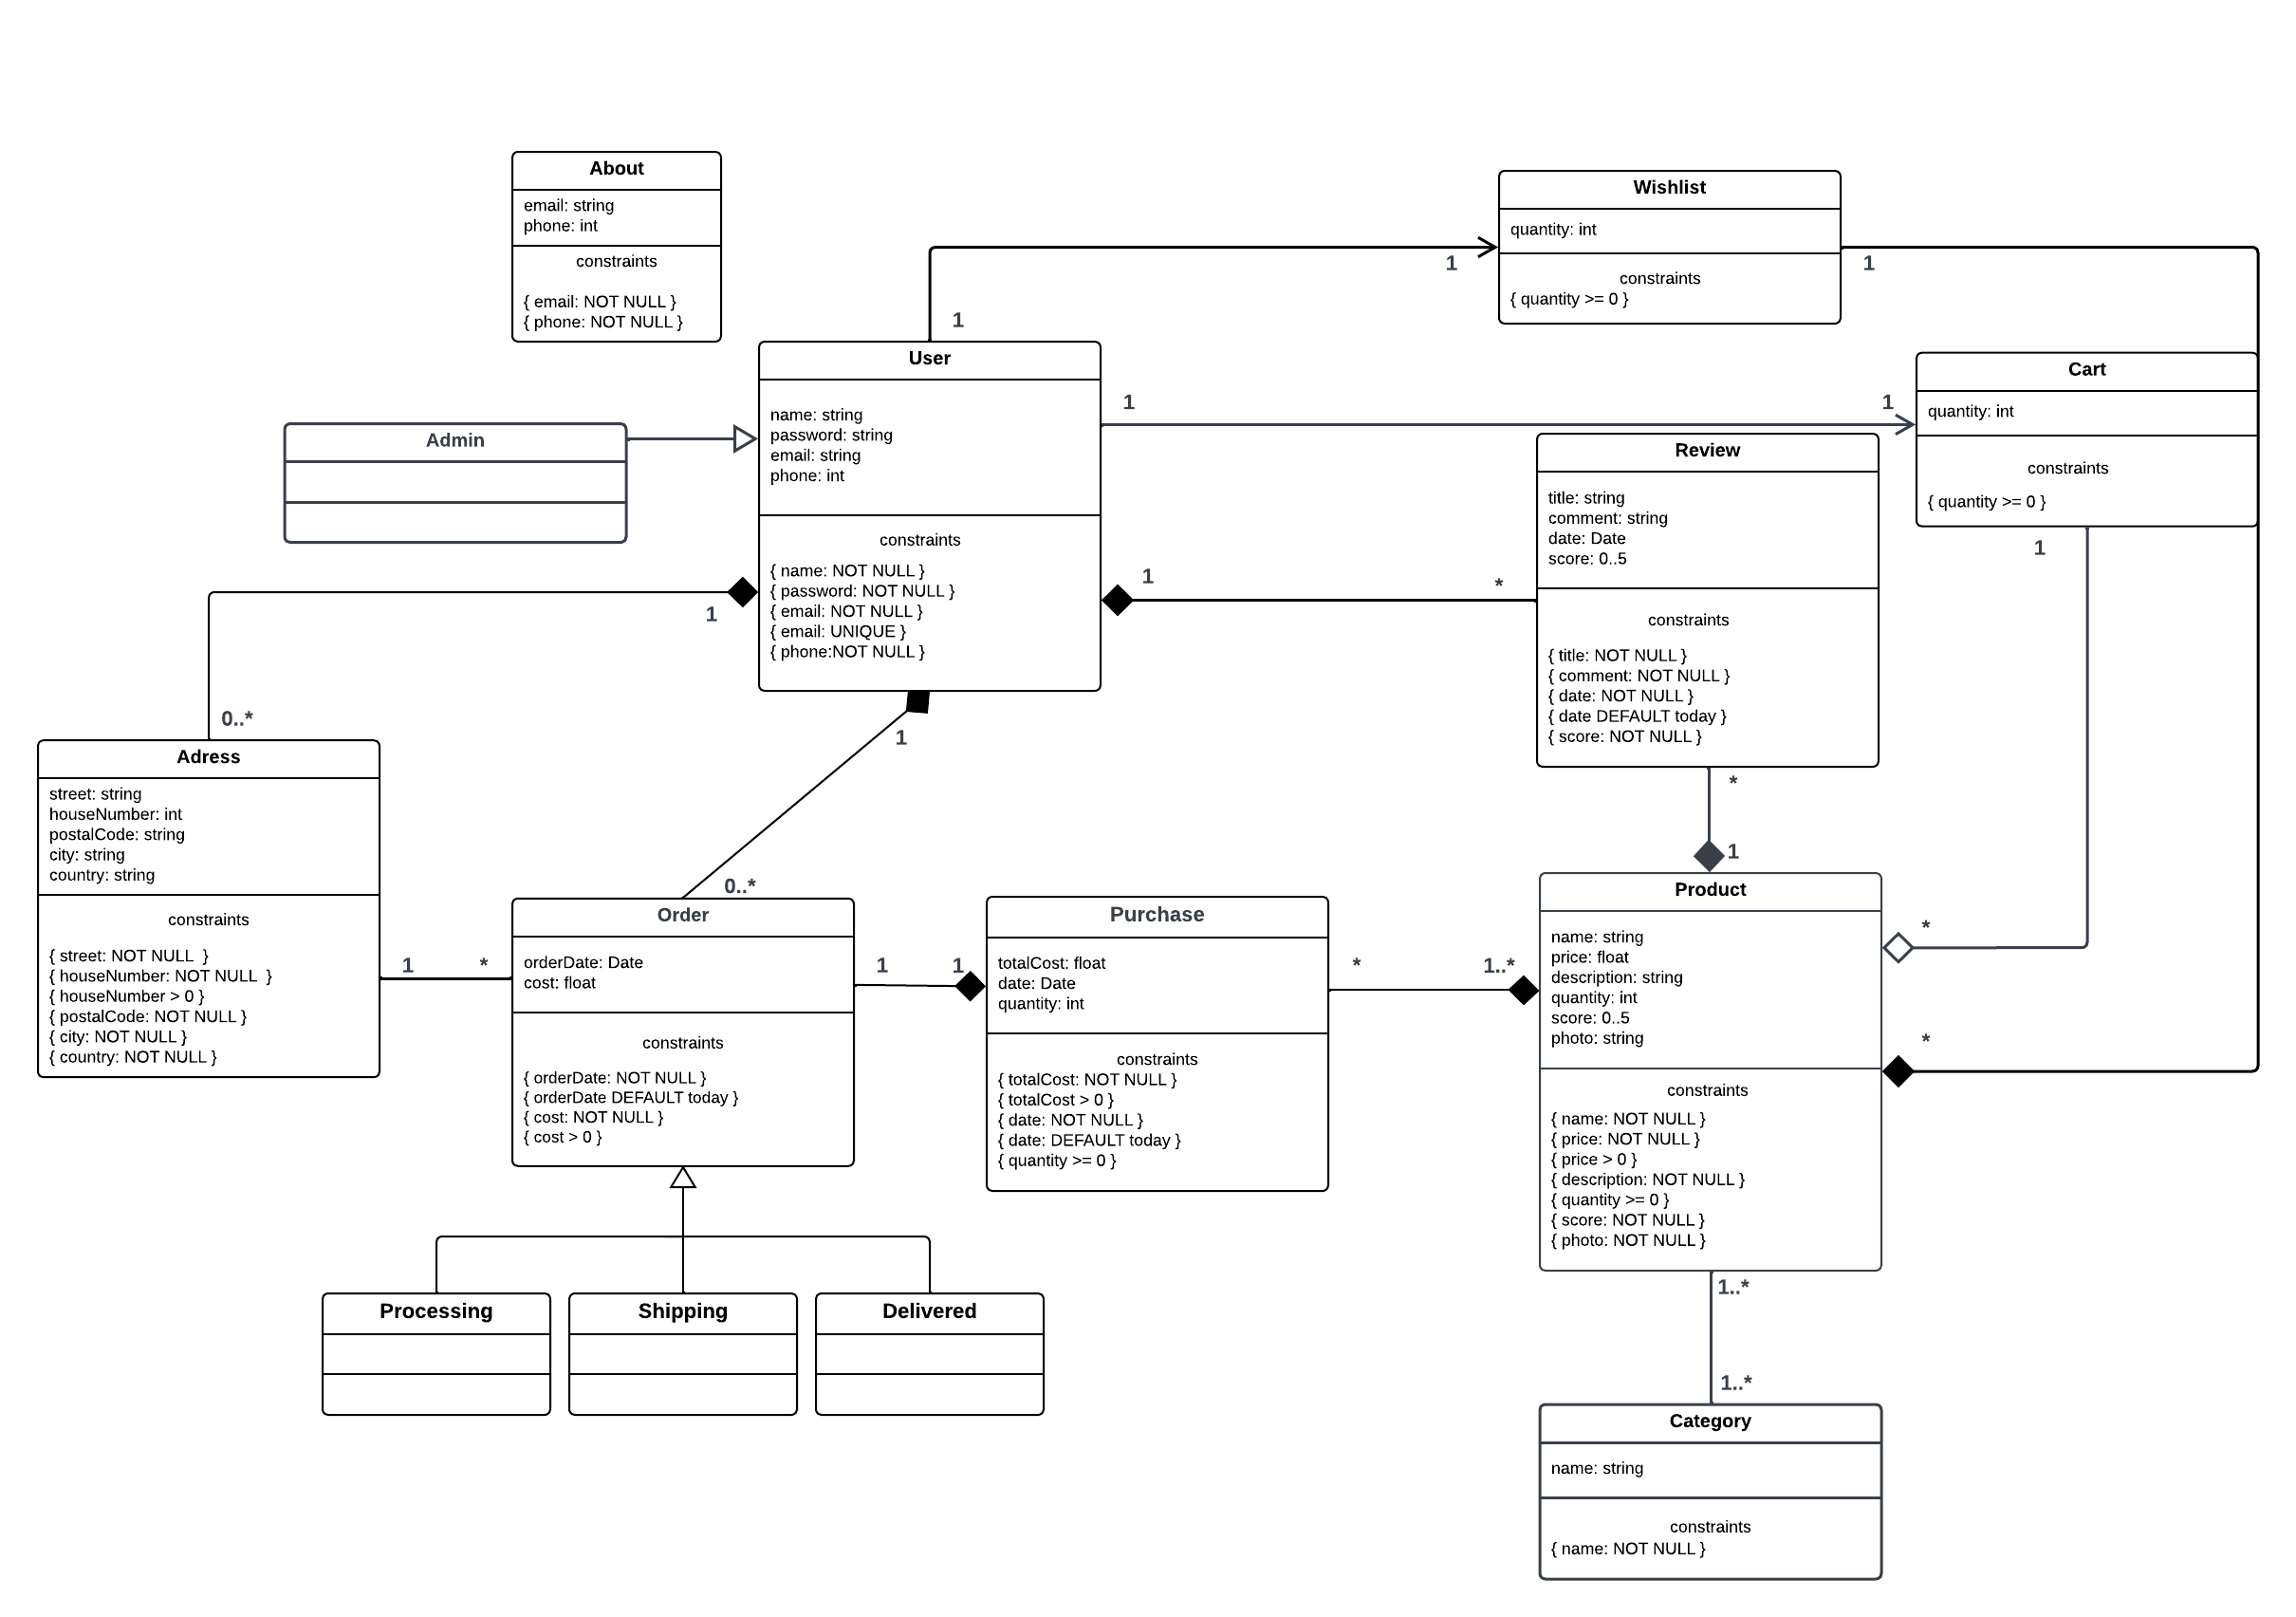 About
email: string
phone: int
constraints
{ email: NOT NULL }
{ phone: NOT NULL }
Wishlist
quantity: int
constraints
{ quantity >= 0 }
1
1
1
User
name: string
password: string
email: string
phone: int
constraints
{ name: NOT NULL }
{ password: NOT NULL }
{ email: NOT NULL }
{ email: UNIQUE }
{ phone:NOT NULL }
Cart
quantity: int
constraints
{ quantity >= 0 }
1
1
1
Admin
Review
title: string
comment: string
date: Date
score: 0..5
constraints
{ title: NOT NULL }
{ comment: NOT NULL }
{ date: NOT NULL }
{ date DEFAULT today }
{ score: NOT NULL }
1
*
1
0..*
1
0..*
*
1
Adress
street: string
houseNumber: int
postalCode: string
city: string
country: string
constraints
{ street: NOT NULL }
{ houseNumber: NOT NULL }
{ houseNumber > 0 }
{ postalCode: NOT NULL }
{ city: NOT NULL }
{ country: NOT NULL }
1
*
Order
orderDate: Date
cost: float
constraints
{ orderDate: NOT NULL }
{ orderDate DEFAULT today }
{ cost: NOT NULL }
{ cost > 0 }
1
1
Purchase
totalCost: float
date: Date
quantity: int
constraints
{ totalCost: NOT NULL }
{ totalCost > 0 }
{ date: NOT NULL }
{ date: DEFAULT today }
{ quantity >= 0 }
*
1..*
Product
name: string
price: float
description: string
quantity: int
score: 0..5
photo: string
constraints
{ name: NOT NULL }
{ price: NOT NULL }
{ price > 0 }
{ description: NOT NULL }
{ quantity >= 0 }
{ score: NOT NULL }
{ photo: NOT NULL }
*
*
Processing
Shipping
Delivered
1..*
1..*
Category
name: string
constraints
{ name: NOT NULL }